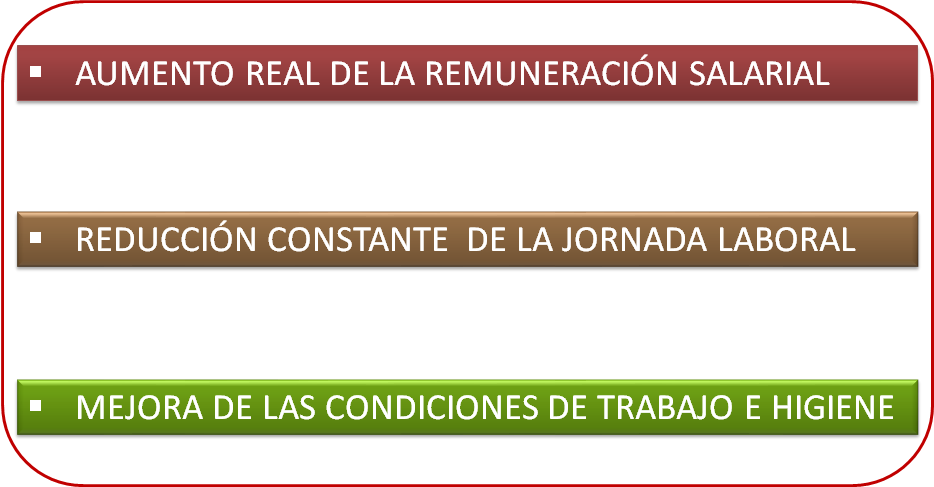 ▪ AUMENTO REAL DE LA REMUNERACIÓN SALARIAL
▪ REDUCCIÓN CONSTANTE  DE LA JORNADA LABORAL
▪ MEJORA DE LAS CONDICIONES DE TRABAJO E HIGIENE